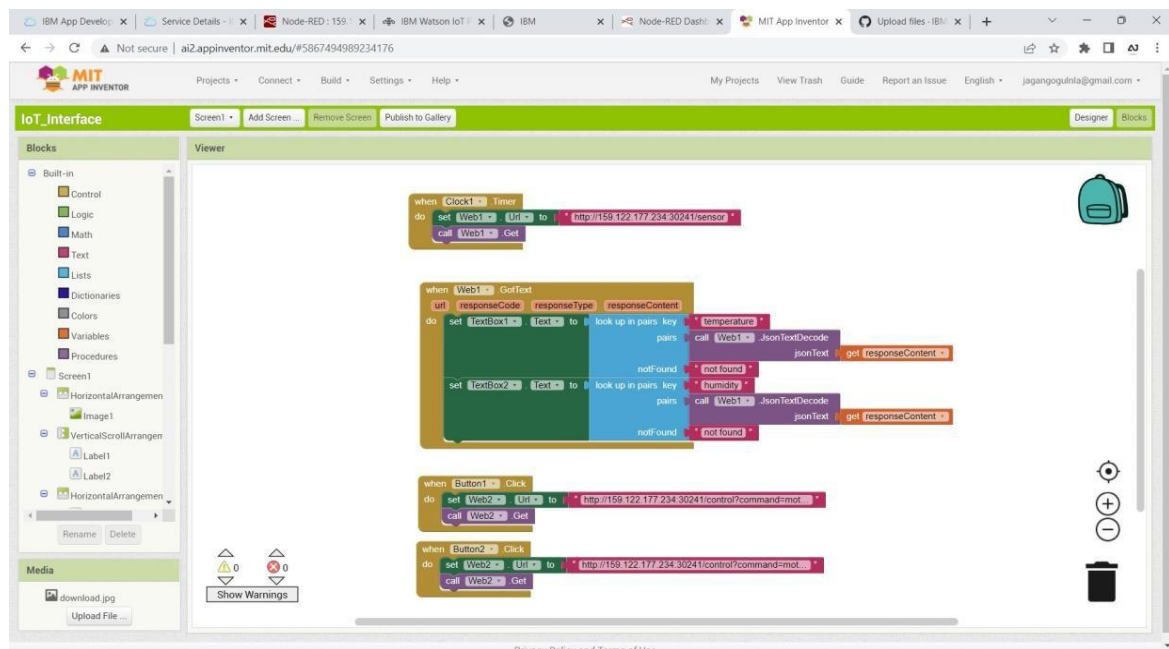 IBM App Develop Service Details - Node-RED : 159.1 IBM Watson IoT P IBM Node-RED Dash MIT App Inventor Upload files · IBM
Not secure | ai2.appinventor.mit.edu/#5867494989234176
MIT APP INVENTOR Projects Connect Build Settings Help My Projects View Trash Guide Report an Issue English jagangogulnla@gmail.com
IoT_Interface Screen1 Add Screen ... Remove Screen Publish to Gallery Designer Blocks
Blocks Viewer
Built-in
Control
Logic
Math
Text
Lists
Dictionaries
Colors
Variables
Procedures
Screen1
HorizontalArrangemen
Image1
VerticalScrollArrangem
Label1
Label2
HorizontalArrangemen
Rename Delete
Media
download.jpg
Upload File ...
when Clock1 .Timer
do set Web1 . Url to " http://159.122.177.234:30241/sensor "
call Web1 .Get
when Web1 .GotText
url responseCode responseType responseContent
do set TextBox1 . Text to look up in pairs key " temperature "
pairs call Web1 .JsonTextDecode
jsonText get responseContent
notFound " not found "
set TextBox2 . Text to look up in pairs key " humidity "
pairs call Web1 .JsonTextDecode
jsonText get responseContent
notFound " not found "
when Button1 .Click
do set Web2 . Url to " http://159.122.177.234:30241/control?command=mot... "
call Web2 .Get
when Button2 .Click
do set Web2 . Url to " http://159.122.177.234:30241/control?command=mot... "
call Web2 .Get
0 0
Show Warnings
Privacy Policy and Terms of Use